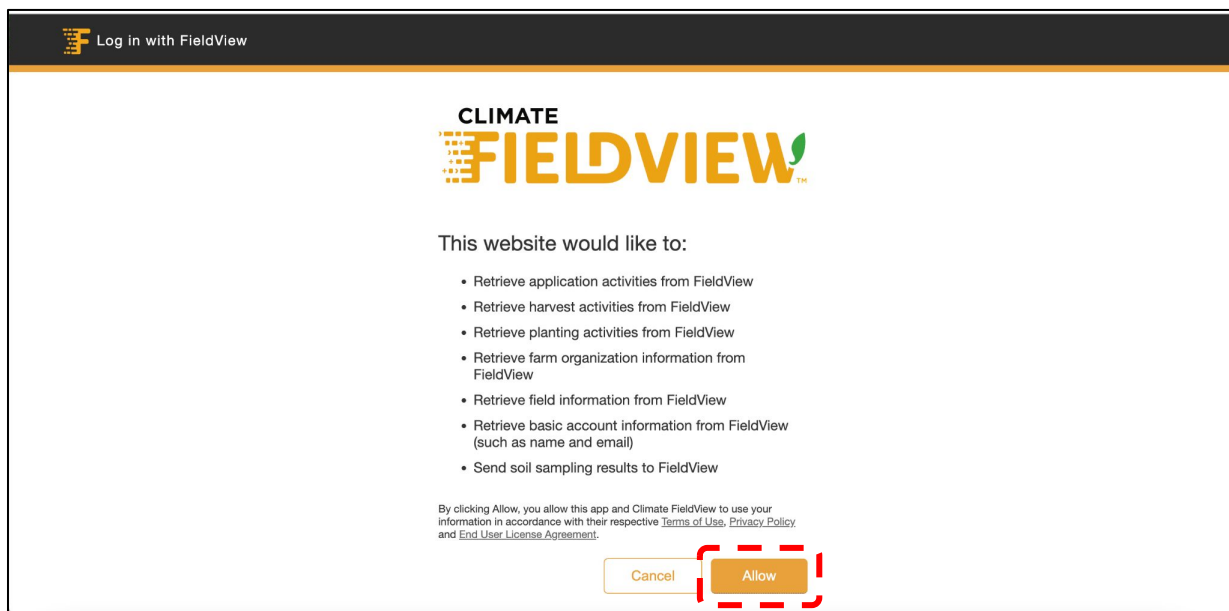 Log in with FieldView
CLIMATE
FIELDVIEW
TM
This website would like to:
• Retrieve application activities from FieldView
• Retrieve harvest activities from FieldView
• Retrieve planting activities from FieldView
• Retrieve farm organization information from
FieldView
• Retrieve field information from FieldView
• Retrieve basic account information from FieldView
(such as name and email)
• Send soil sampling results to FieldView
By clicking Allow, you allow this app and Climate FieldView to use your
information in accordance with their respective Terms of Use, Privacy Policy
and End User License Agreement.
Cancel Allow